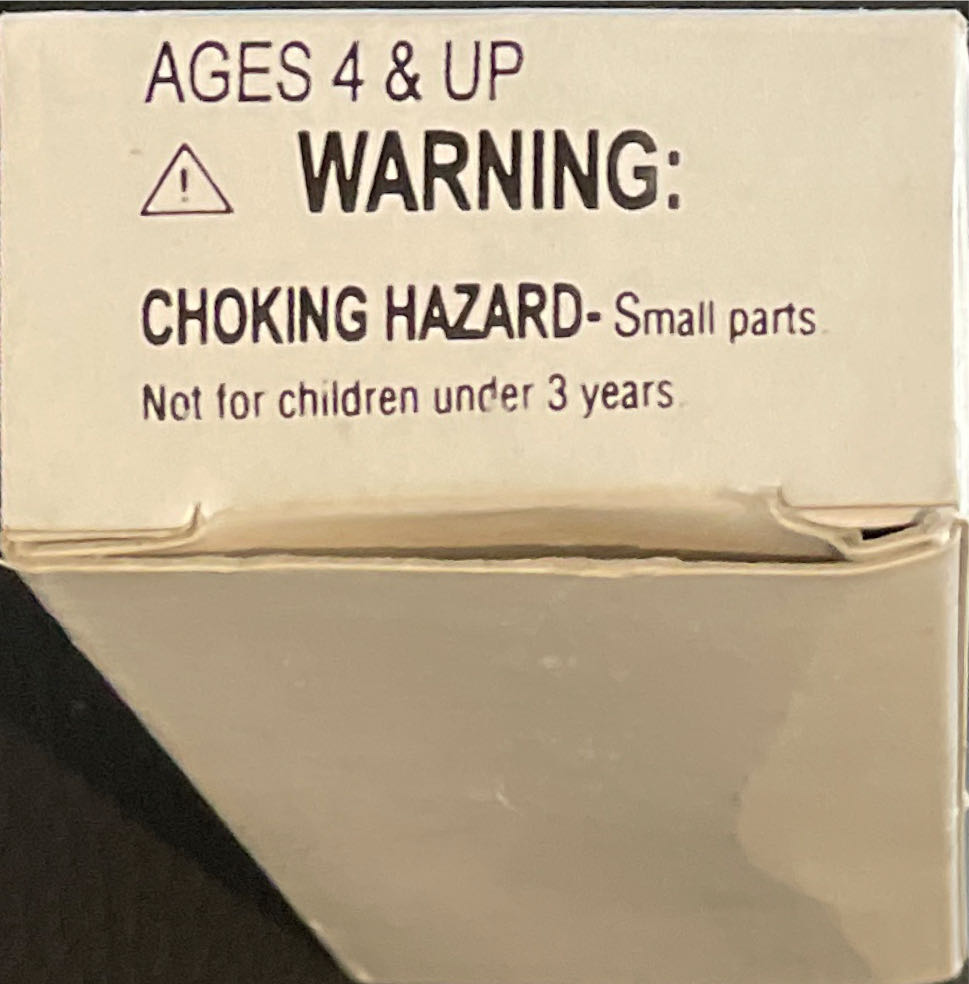 AGES 4 & UP
WARNING:
CHOKING HAZARD- Small parts.
Not for children under 3 years.